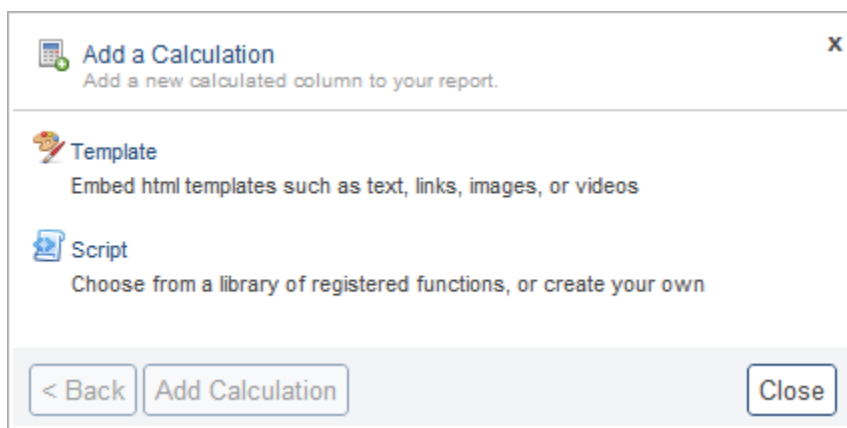 Add a Calculation
x
Add a new calculated column to your report.
Template
Embed html templates such as text, links, images, or videos
Script
Choose from a library of registered functions, or create your own
< Back Add Calculation Close